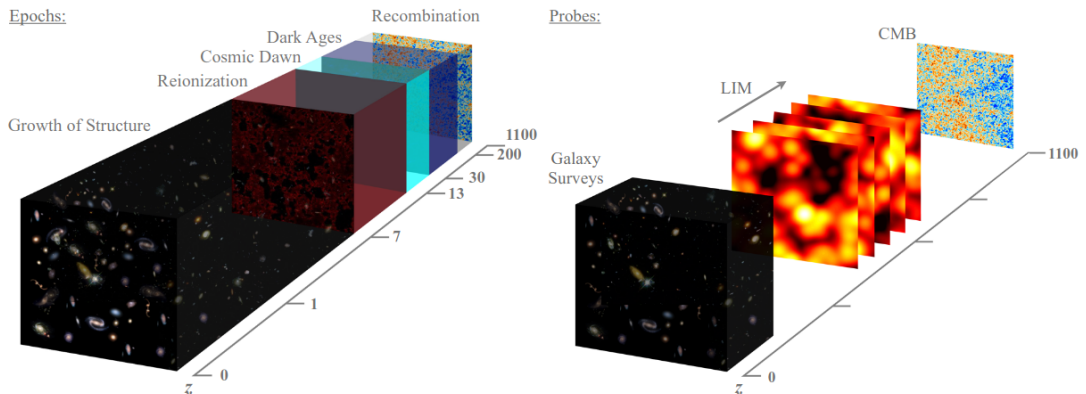 Epochs:
Recombination
Dark Ages
Cosmic Dawn
Reionization
Growth of Structure
1100
200
30
13
7
1
0
z
Probes:
CMB
LIM
Galaxy
Surveys
1100
0
z